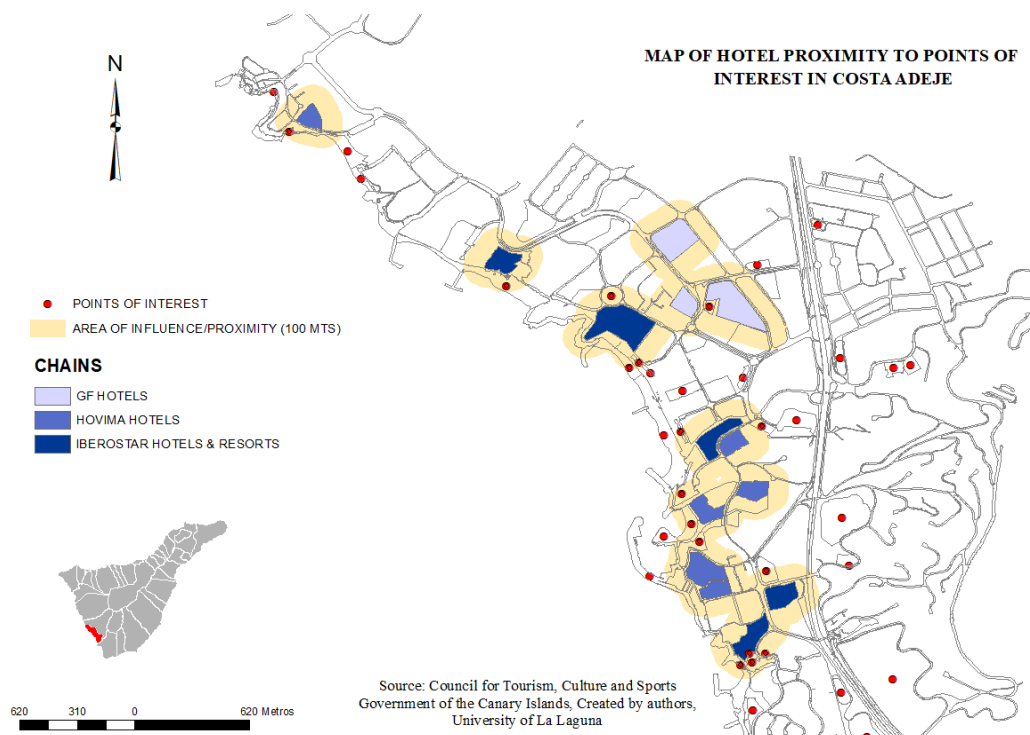 MAP OF HOTEL PROXIMITY TO POINTS OF
INTEREST IN COSTA ADEJE
N
POINTS OF INTEREST
AREA OF INFLUENCE/PROXIMITY (100 MTS)
CHAINS
GF HOTELS
HOVIMA HOTELS
IBEROSTAR HOTELS & RESORTS
Source: Council for Tourism, Culture and Sports
Government of the Canary Islands, Created by authors,
University of La Laguna
620 310 0 620 Metros